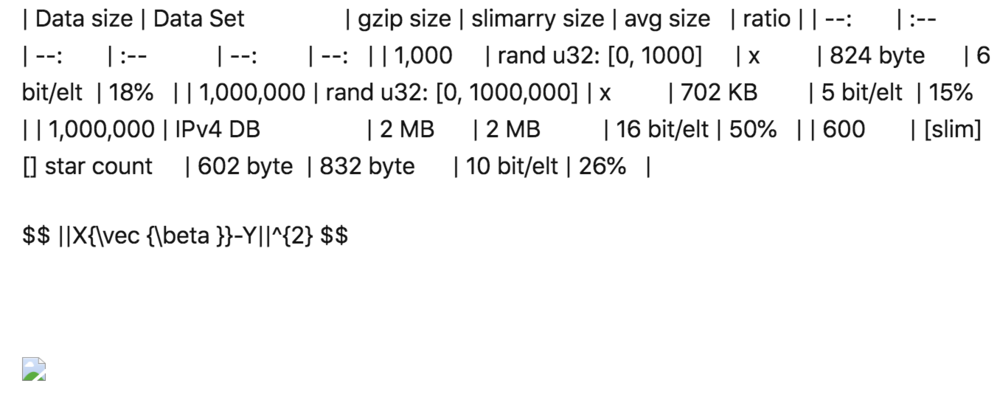 | Data size | Data Set                | gzip size | slimarry size | avg size   | ratio | | --:       | :--
| --:       | :--           | --:        | --:   | | 1,000     | rand u32: [0, 1000]     | x         | 824 byte      | 6
bit/elt  | 18%   | | 1,000,000 | rand u32: [0, 1000,000] | x         | 702 KB        | 5 bit/elt  | 15%
| | 1,000,000 | IPv4 DB                 | 2 MB      | 2 MB          | 16 bit/elt | 50%   | | 600       | [slim]
[] star count     | 602 byte  | 832 byte      | 10 bit/elt | 26%   |
$$ ||X{\vec {\beta }}-Y||^{2} $$